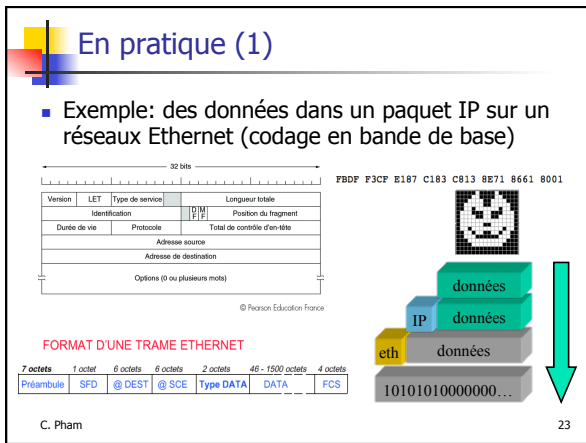 En pratique (1)
Exemple: des données dans un paquet IP sur un
réseaux Ethernet (codage en bande de base)
32 bits
Version LET Type de service Longueur totale
Identification DF MF Position du fragment
Durée de vie Protocole Total de contrôle d'en-tête
Adresse source
Adresse de destination
Options (0 ou plusieurs mots)
© Pearson Education France
FBDF F3CF E187 C183 C813 8E71 8661 8001
données
IP données
eth données
10101010000000...
FORMAT D'UNE TRAME ETHERNET
7 octets 1 octet 6 octets 6 octets 2 octets 46 - 1500 octets 4 octets
Préambule SFD @ DEST @ SCE Type DATA DATA FCS
C. Pham 23